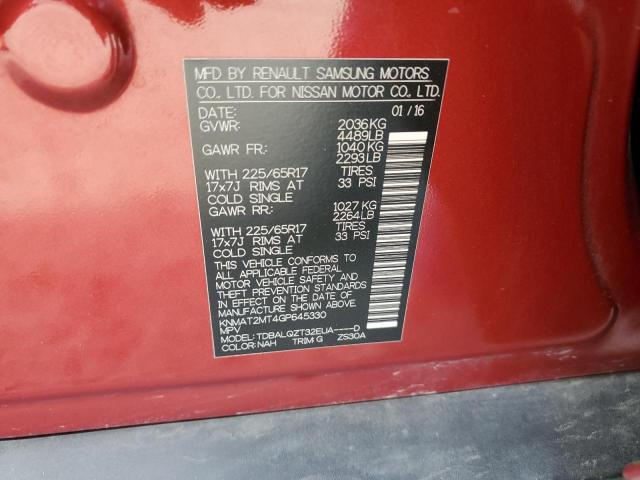 MFD BY RENAULT SAMSUNG MOTORS
CO., LTD. FOR NISSAN MOTOR CO., LTD.
DATE: 01/16
GVWR: 2036KG
4489LB
GAWR FR: 1040KG
2293LB
WITH 225/65R17 TIRES
17x7J RIMS AT 33 PSI
COLD SINGLE
GAWR RR: 1027KG
2264LB
WITH 225/65R17 TIRES
17x7J RIMS AT 33 PSI
COLD SINGLE
THIS VEHICLE CONFORMS TO
ALL APPLICABLE FEDERAL
MOTOR VEHICLE SAFETY AND
THEFT PREVENTION STANDARDS
IN EFFECT ON THE DATE OF
MANUFACTURE SHOWN ABOVE.
KNMAT2MT4GP645330
MPV
TDBALQZT32EUA----D
COLOR:NAH TRIM:G ZS30A